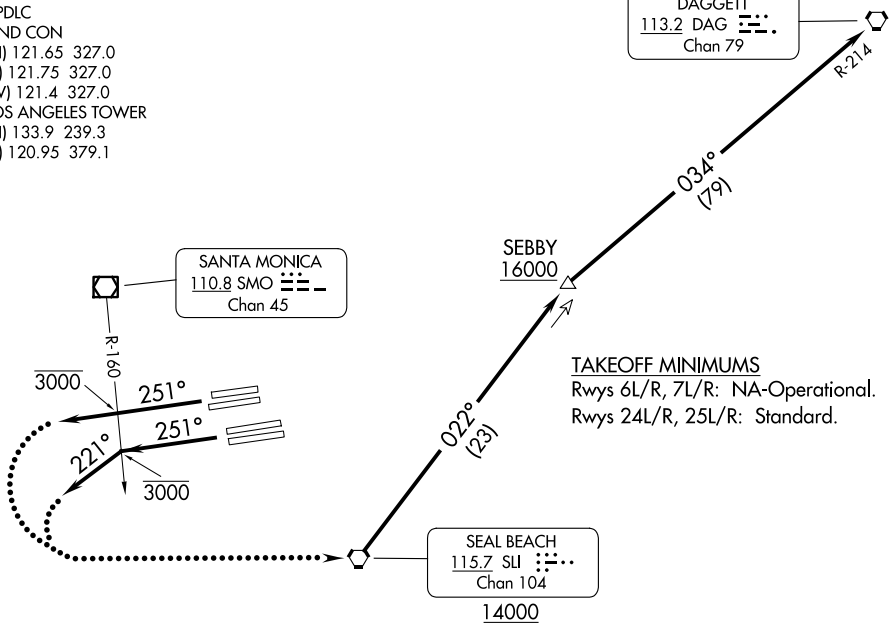 PDLC
ND CON
) 121.65 327.0
) 121.75 327.0
) 121.4 327.0
OS ANGELES TOWER
) 133.9 239.3
) 120.95 379.1
DAGGETT
113.2 DAG
Chan 79
R-214
034°
(79)
SEBBY
16000
SANTA MONICA
110.8 SMO
Chan 45
R-160
3000
251°
251°
221°
3000
TAKEOFF MINIMUMS
Rwys 6L/R, 7L/R: NA-Operational.
Rwys 24L/R, 25L/R: Standard.
022°
(23)
SEAL BEACH
115.7 SLI
Chan 104
14000